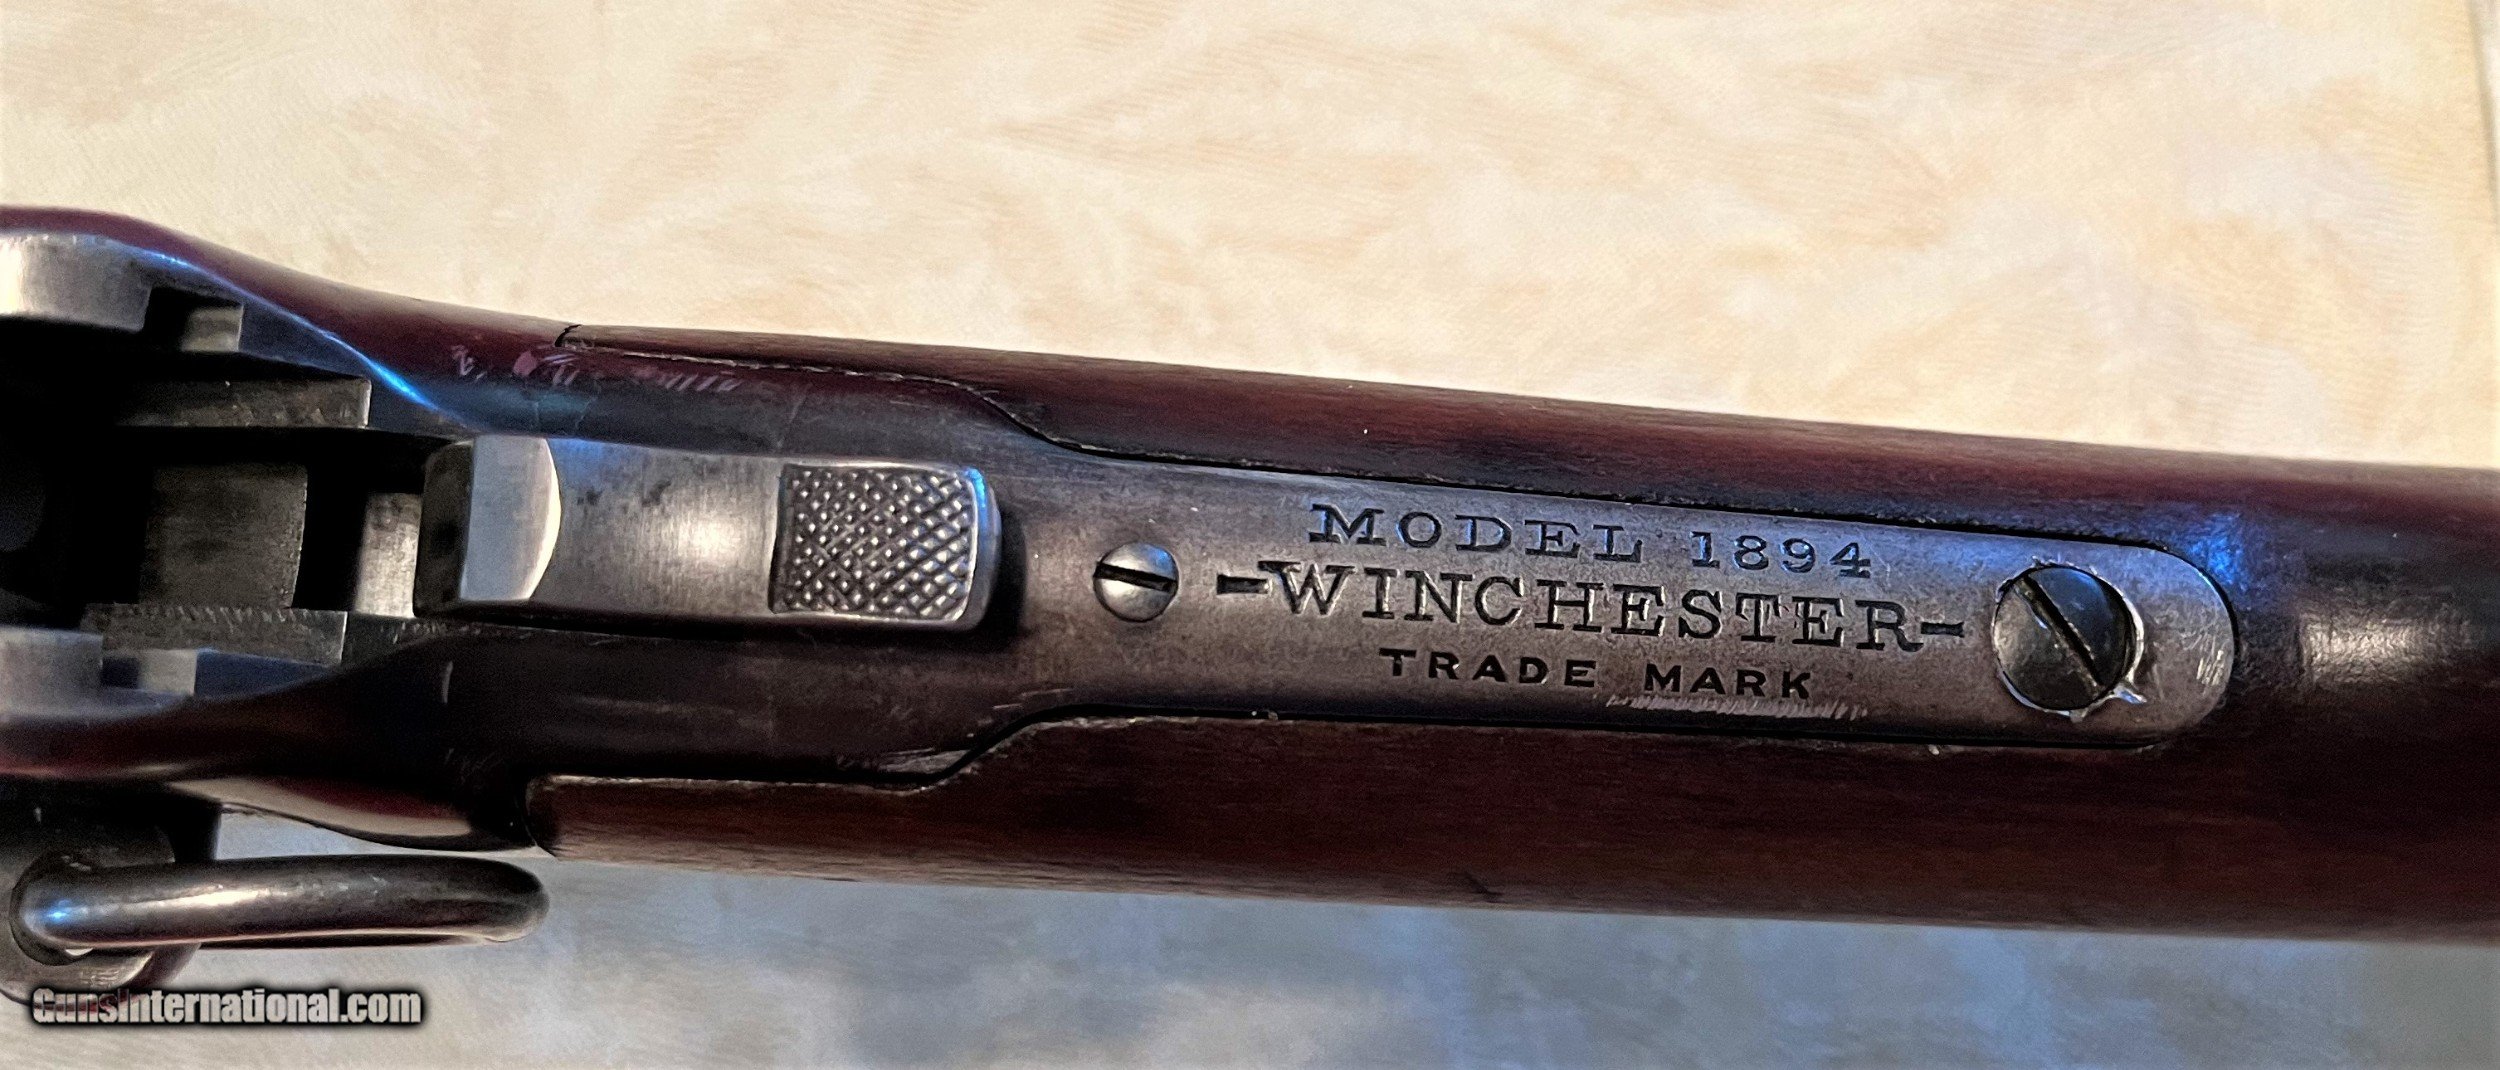 MODEL 1894
-WINCHESTER-
TRADE MARK
GunsInternational.com